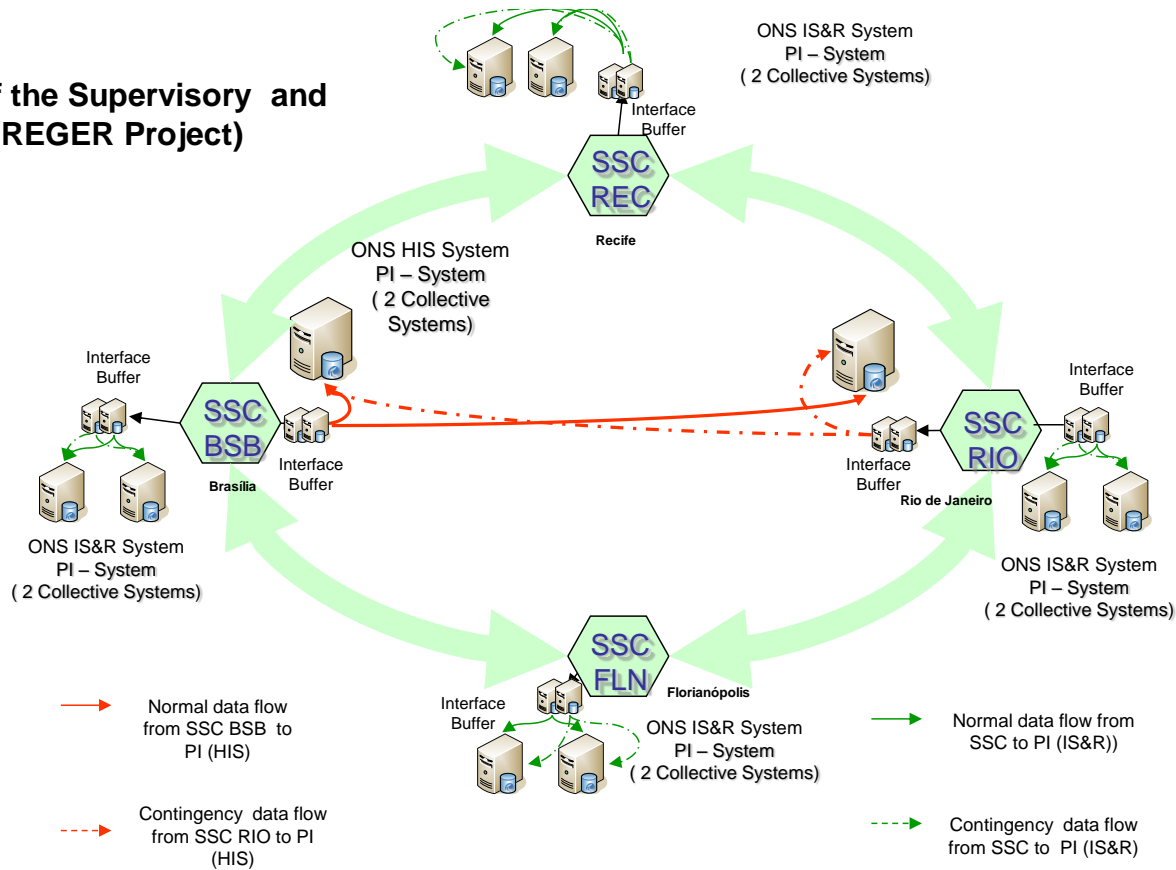 f the Supervisory and
REGER Project)
ONS IS&R System
PI – System
( 2 Collective Systems)
Interface
Buffer
SSC
REC
Recife
ONS HIS System
PI – System
( 2 Collective
Systems)
Interface
Buffer
SSC
BSB
Brasília
Interface
Buffer
ONS IS&R System
PI – System
( 2 Collective Systems)
Interface
Buffer
SSC
RIO
Rio de Janeiro
Interface
Buffer
ONS IS&R System
PI – System
( 2 Collective Systems)
SSC
FLN
Florianópolis
Interface
Buffer
ONS IS&R System
PI – System
( 2 Collective Systems)
Normal data flow
from SSC BSB to
PI (HIS)
Contingency data flow
from SSC RIO to PI
(HIS)
Normal data flow from
SSC to PI (IS&R))
Contingency data flow
from SSC to PI (IS&R)